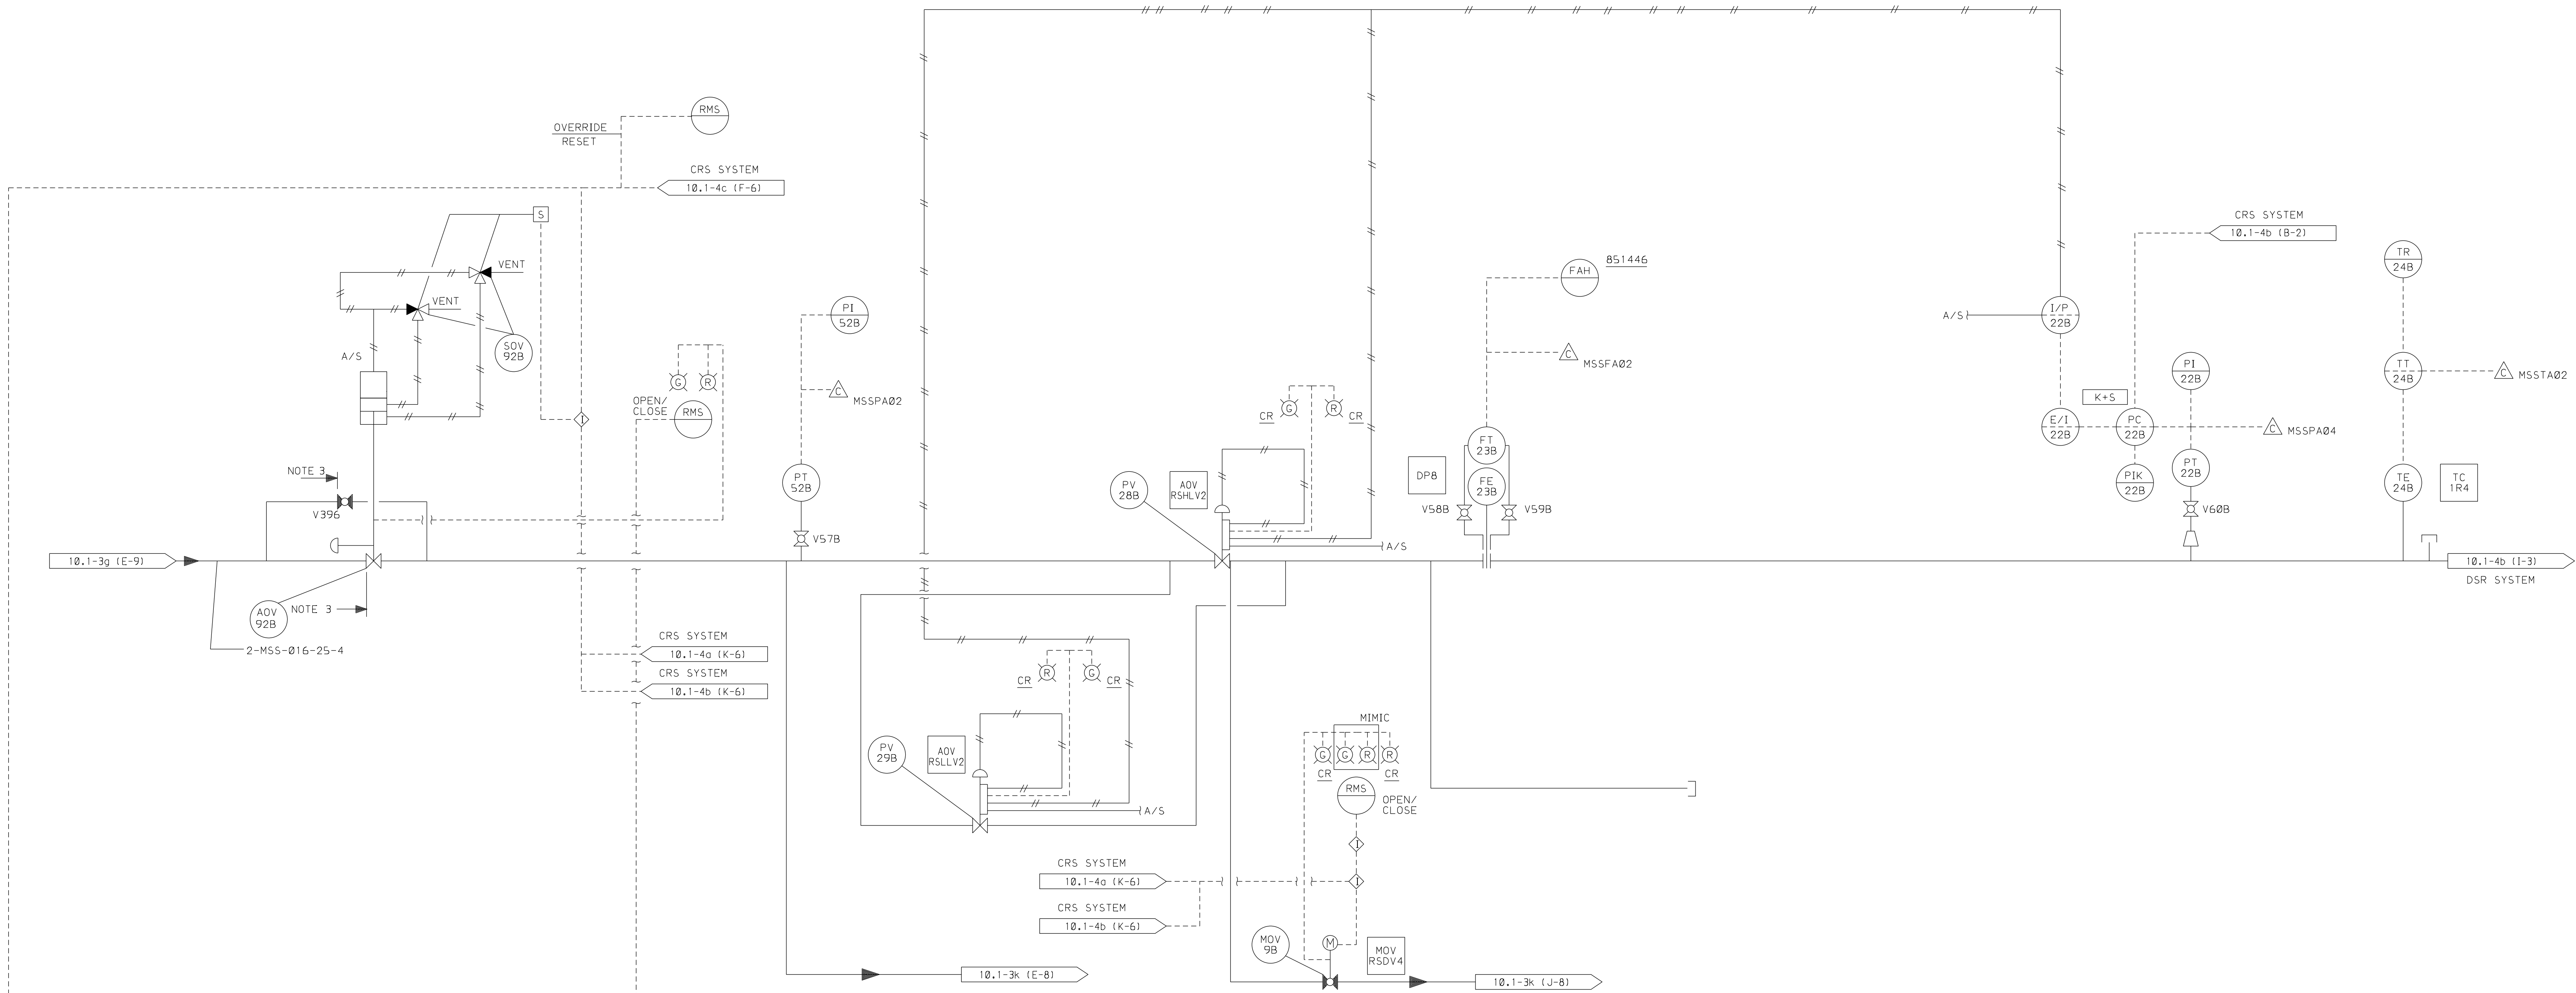 RMS
OVERRIDE
RESET
CRS SYSTEM
10.1-4c (F-6)
S
VENT
VENT
SOV
92B
A/S
G
R
OPEN/
CLOSE
RMS
I
NOTE 3
V396
10.1-3g (E-9)
AOV
92B
NOTE 3
2-MSS-016-25-4
CRS SYSTEM
10.1-4a (K-6)
CRS SYSTEM
10.1-4b (K-6)
PI
52B
C
MSSPA02
PT
52B
V57B
PV
28B
AOV
RSHLV2
CR
G
R
CR
A/S
FAH
851446
C
MSSFA02
FT
23B
FE
23B
DP8
V58B
V59B
CRS SYSTEM
10.1-4b (B-2)
A/S
I/P
22B
K+S
E/I
22B
PC
22B
PIK
22B
PI
22B
C
MSSPA04
PT
22B
V60B
TR
24B
TT
24B
C
MSSTA02
TE
24B
TC
1R4
10.1-4b (I-3)
DSR SYSTEM
CR
R
G
CR
PV
29B
AOV
RSLLV2
A/S
MIMIC
G
G
R
R
CR
CR
RMS
OPEN/
CLOSE
I
I
CRS SYSTEM
10.1-4a (K-6)
CRS SYSTEM
10.1-4b (K-6)
MOV
9B
M
MOV
RSDV4
10.1-3k (E-8)
10.1-3k (J-8)